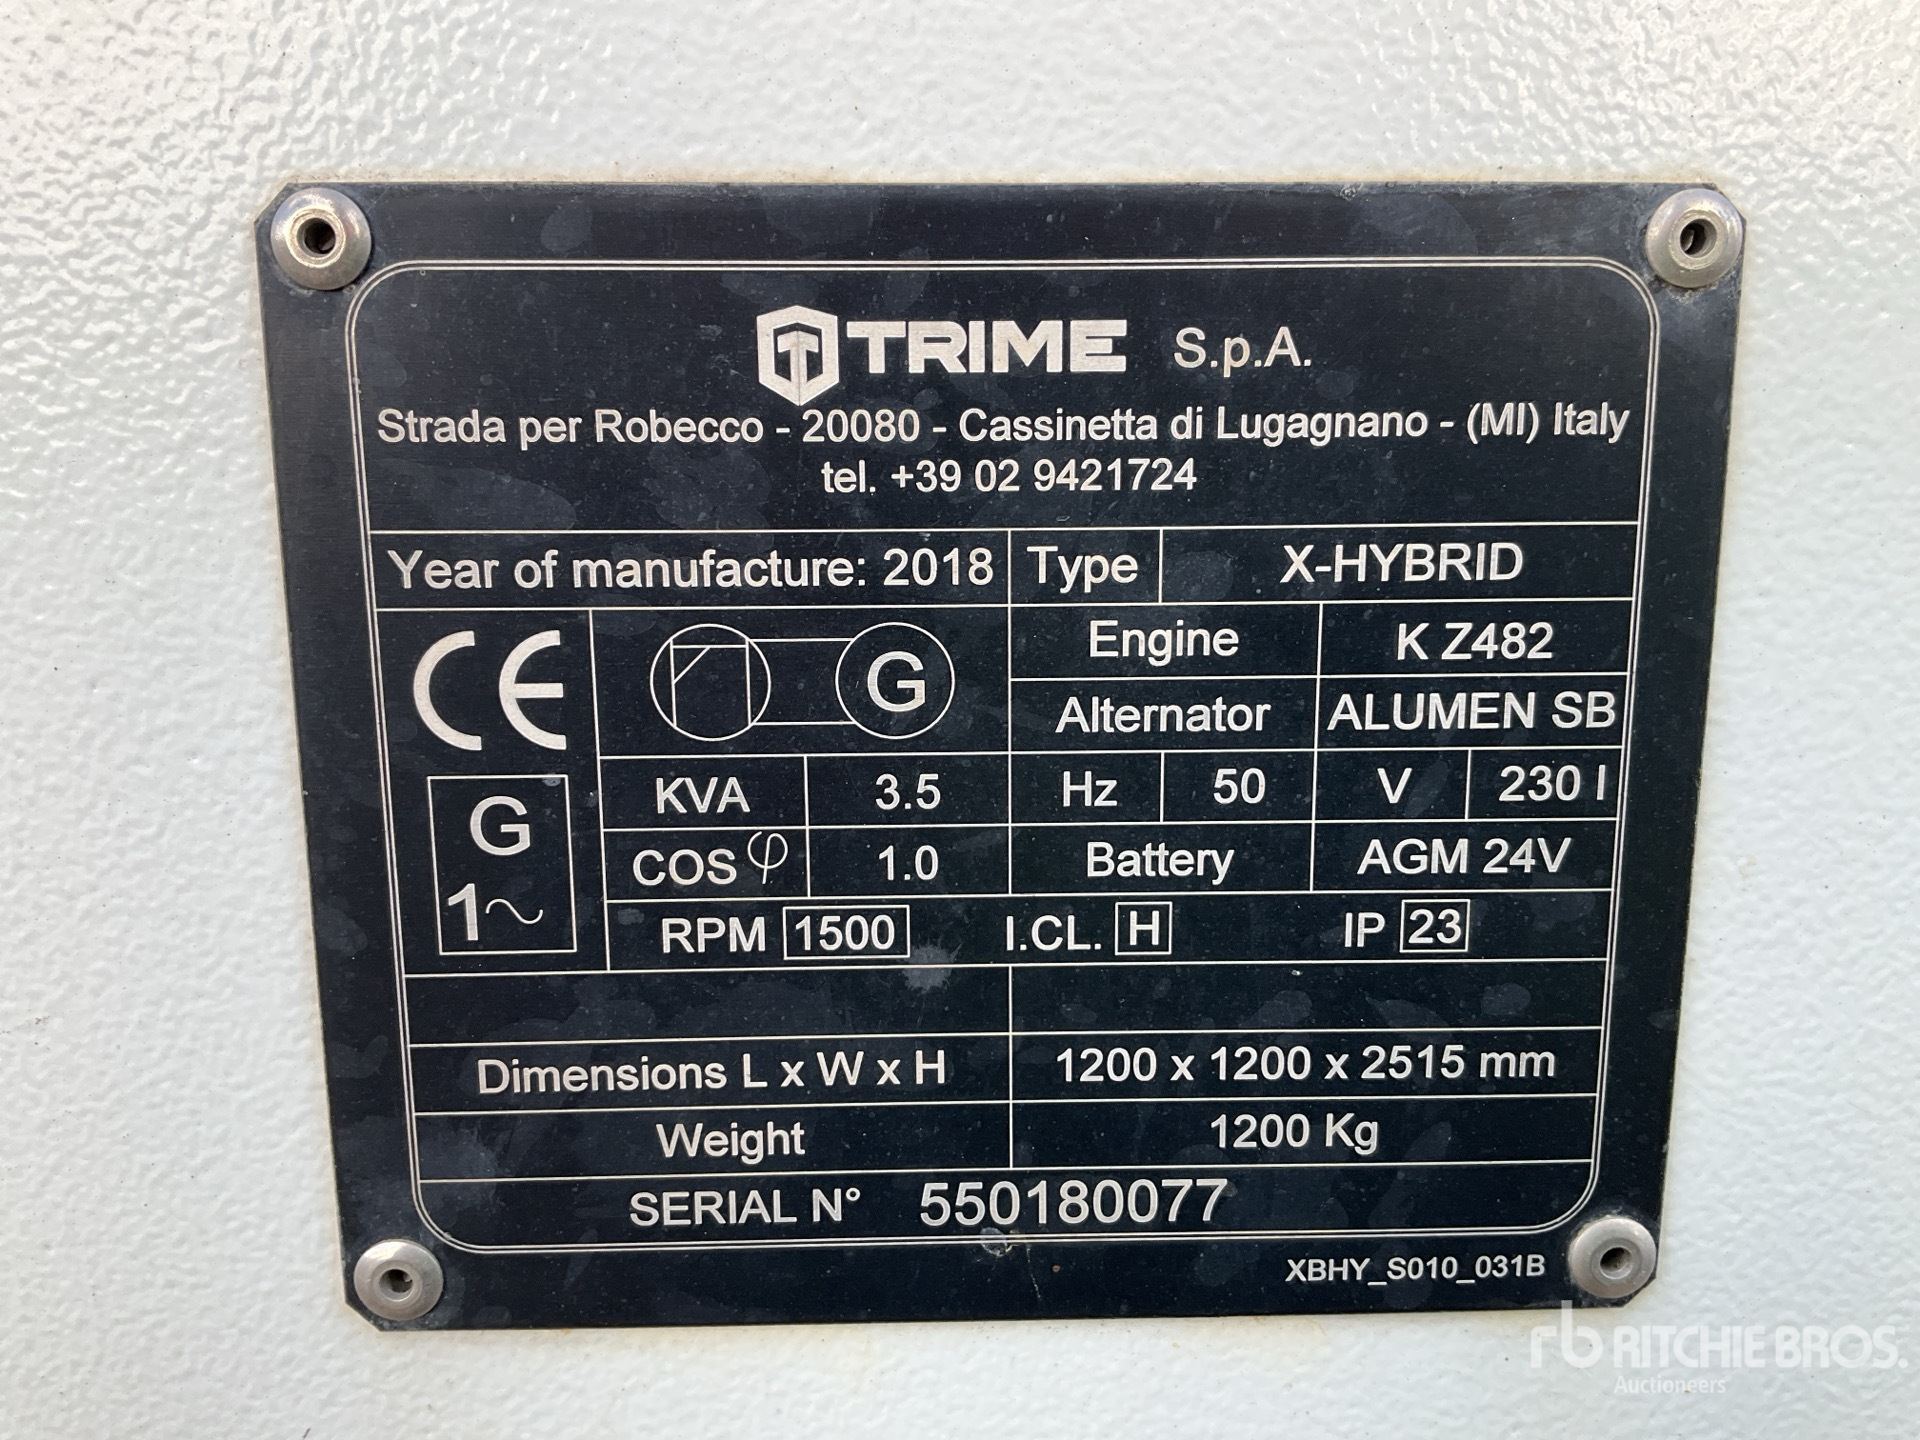 TRIME S.p.A.
Strada per Robecco - 20080 - Cassinetta di Lugagnano - (MI) Italy
tel. +39 02 9421724
Year of manufacture: 2018 Type X-HYBRID
CE G Engine K Z482
Alternator ALUMEN SB
KVA 3.5 Hz 50 V 230 I
G 1~ COS φ 1.0 Battery AGM 24V
RPM 1500 I.CL. H IP 23
Dimensions L x W x H 1200 x 1200 x 2515 mm
Weight 1200 Kg
SERIAL N° 550180077
XBHY_S010_031B
rb RITCHIE BROS.
Auctioneers